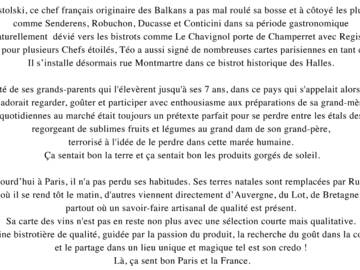 stolski, ce chef français originaire des Balkans a pas mal roulé sa bosse et à côtoyé les plu
comme Senderens, Robuchon, Ducasse et Conticini dans sa période gastronomique
turellement dévié vers les bistrots comme Le Chavignol porte de Champerret avec Regis
pour plusieurs Chefs étoilés, Téo a aussi signé de nombreuses cartes parisiennes en tant c
Il s'installe désormais rue Montmartre dans ce bistrot historique des Halles.
té de ses grands-parents qui l'élevèrent jusqu'à ses 7 ans, dans ce pays qui s'appelait alors
adorait regarder, goûter et participer avec enthousiasme aux préparations de sa grand-mè
quotidiennes au marché était toujours un prétexte parfait pour se perdre entre les étals des
regorgeant de sublimes fruits et légumes au grand dam de son grand-père,
terrorisé à l'idée de le perdre dans cette marée humaine.
Ça sentait bon la terre et ça sentait bon les produits gorgés de soleil.
ourd'hui à Paris, il n'a pas perdu ses habitudes. Ses terres natales sont remplacées par Ru
où il se rend tôt le matin, d'autres viennent directement d'Auvergne, du Lot, de Bretagne
partout où un savoir-faire artisanal de qualité est présent.
Sa carte des vins n'est pas en reste non plus avec une sélection courte mais qualitative.
ine bistrotière de qualité, guidée par la passion du produit, la recherche du goût dans la co
et le partage dans un lieu unique et magique tel est son credo !
Là, ça sent bon Paris et la France.